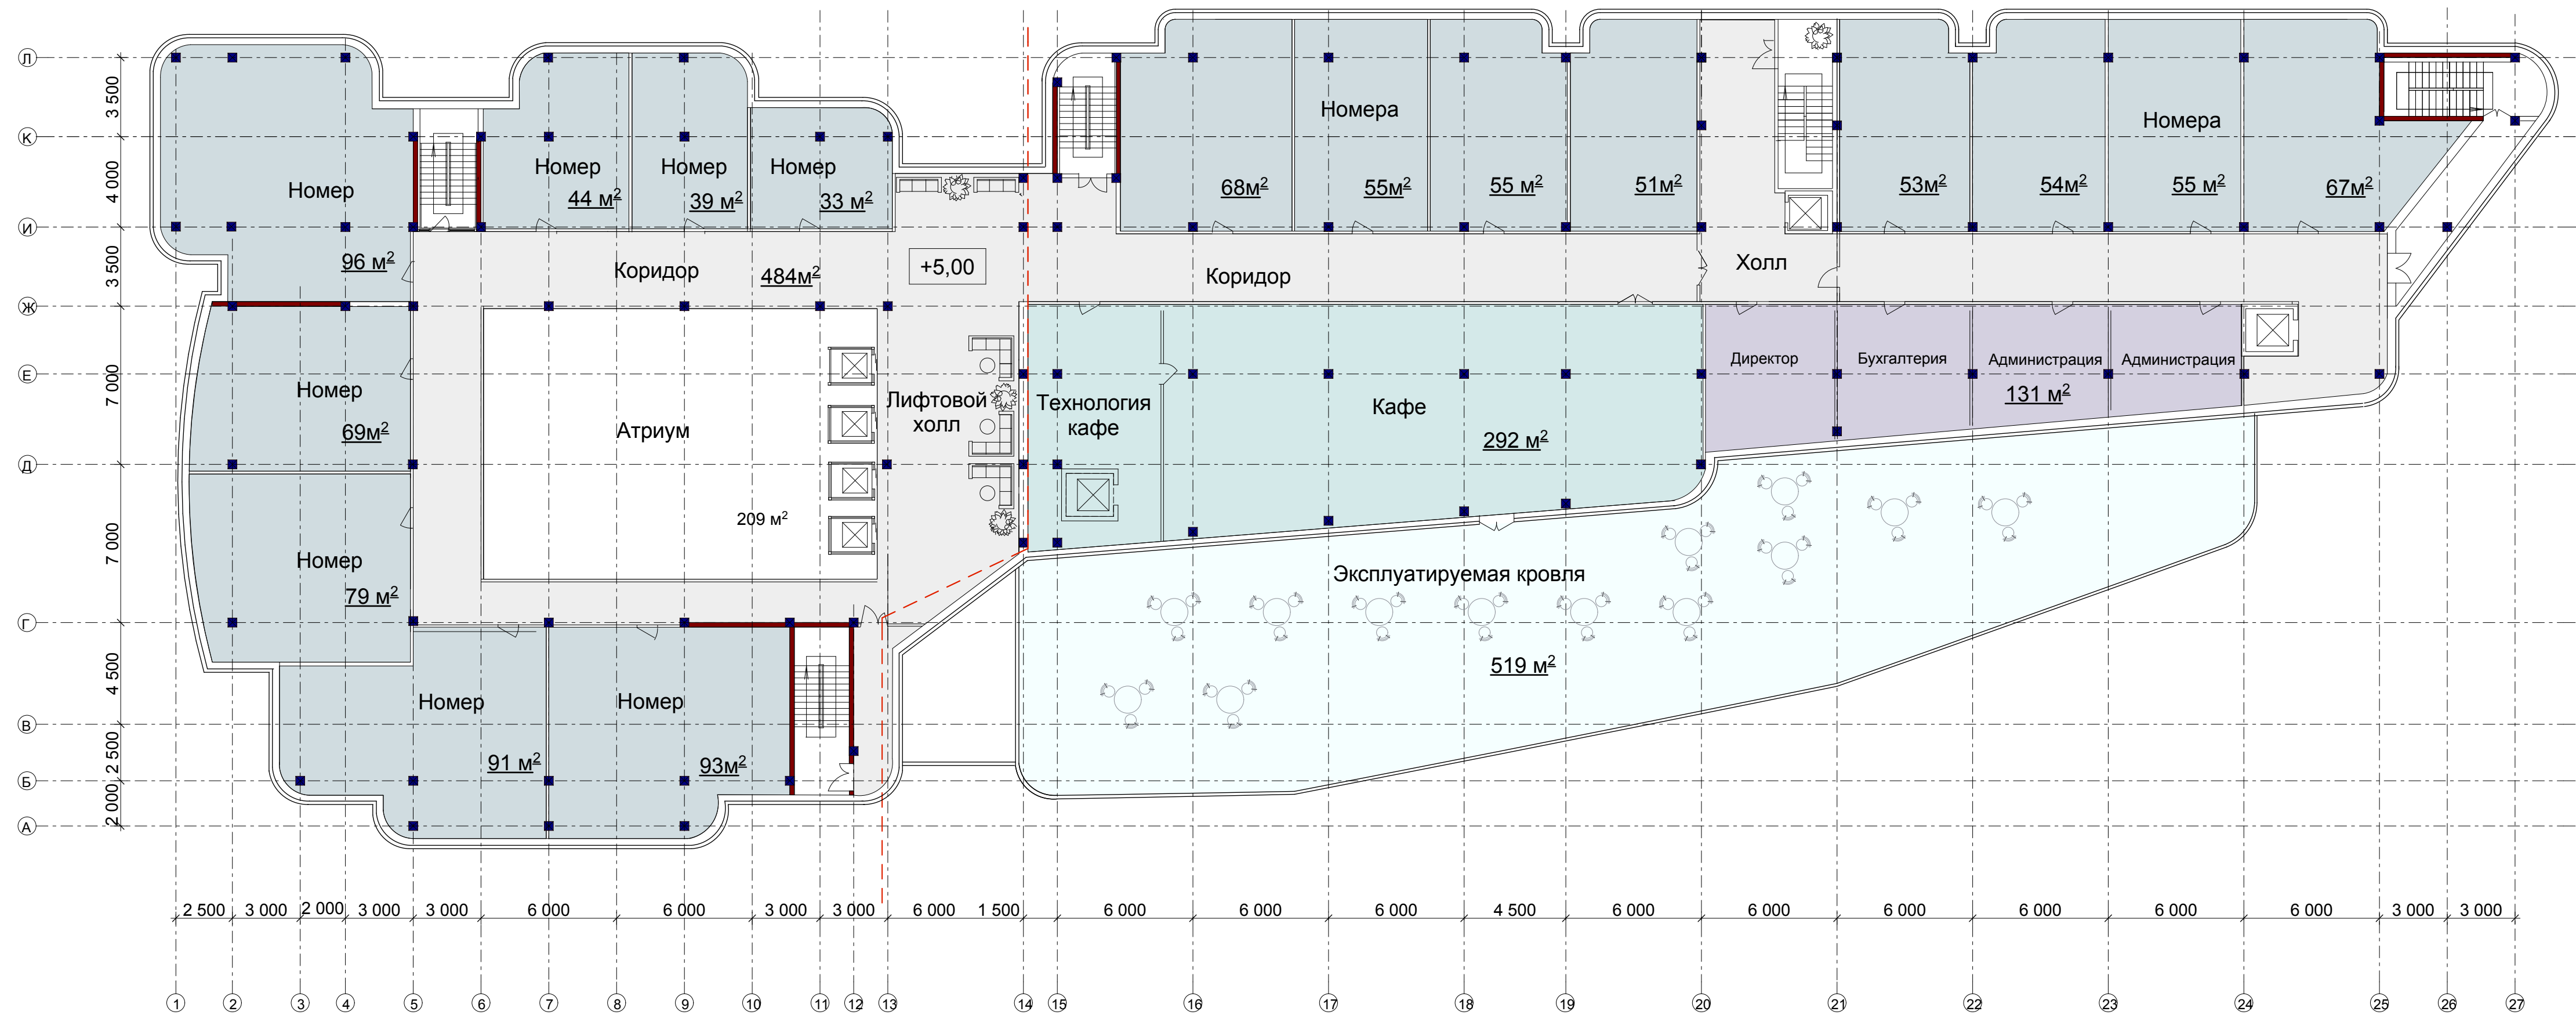 Л
К
И
Ж
Е
Д
Г
В
Б
А
3 500
4 000
3 500
7 000
7 000
4 500
2 500
2 000
Номер
96 м2
Номер
44 м2
Номер
39 м2
Номер
33 м2
Номера
68м2
55м2
55 м2
51м2
Номера
53м2
54м2
55 м2
67м2
Коридор
484м2
+5,00
Коридор
Холл
Номер
69м2
Номер
79 м2
Атриум
209 м2
Лифтовой
холл
Технология
кафе
Кафе
292 м2
Директор
Бухгалтерия
Администрация
Администрация
131 м2
Эксплуатируемая кровля
519 м2
Номер
91 м2
Номер
93м2
2 500
3 000
2 000
3 000
3 000
6 000
6 000
3 000
3 000
6 000
1 500
6 000
6 000
6 000
4 500
6 000
6 000
6 000
6 000
6 000
6 000
3 000
3 000
1
2
3
4
5
6
7
8
9
10
11
12
13
14
15
16
17
18
19
20
21
22
23
24
25
26
27